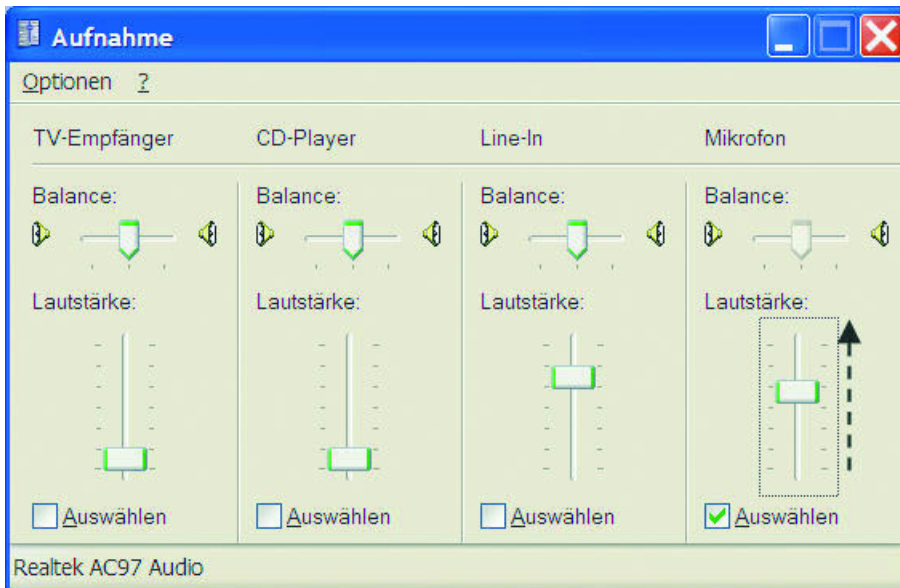 Aufnahme
Optionen ?
TV-Empfänger CD-Player Line-In Mikrofon
Balance: Balance: Balance: Balance:
Lautstärke: Lautstärke: Lautstärke: Lautstärke:
Auswählen Auswählen Auswählen Auswählen
Realtek AC97 Audio